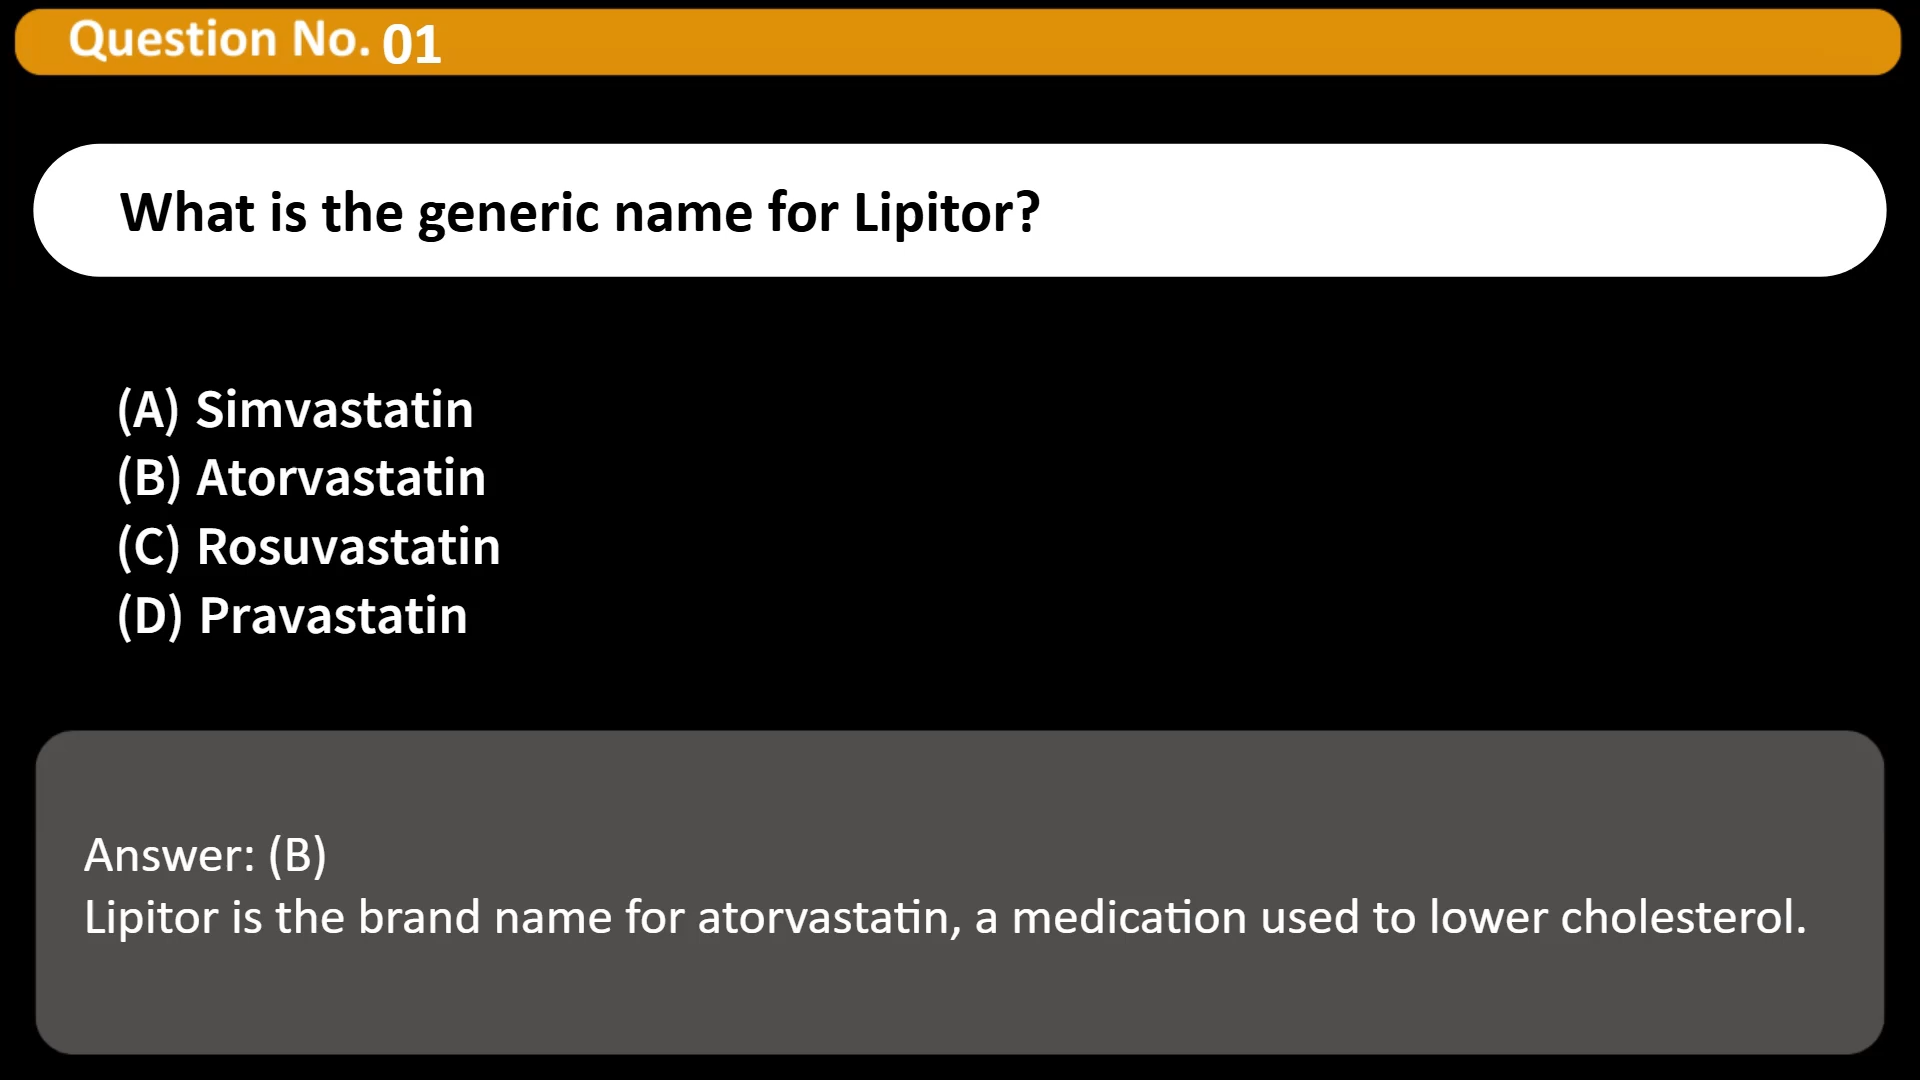 Question No. 01
What is the generic name for Lipitor?
(A) Simvastatin
(B) Atorvastatin
(C) Rosuvastatin
(D) Pravastatin
Answer: (B)
Lipitor is the brand name for atorvastatin, a medication used to lower cholesterol.